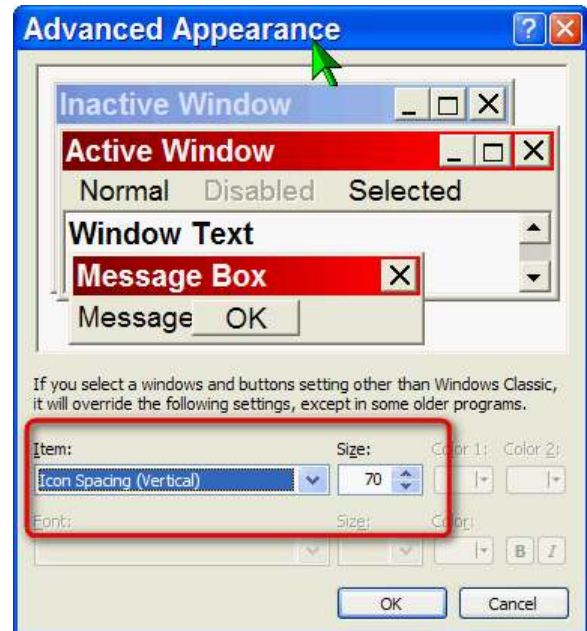 Advanced Appearance
Inactive Window
Active Window
Normal Disabled Selected
Window Text
Message Box
Message OK
If you select a windows and buttons setting other than Windows Classic,
it will override the following settings, except in some older programs.
Item: Size: Color 1: Color 2:
Icon Spacing (Vertical) 70
Font: Size: Color:
B I
OK Cancel